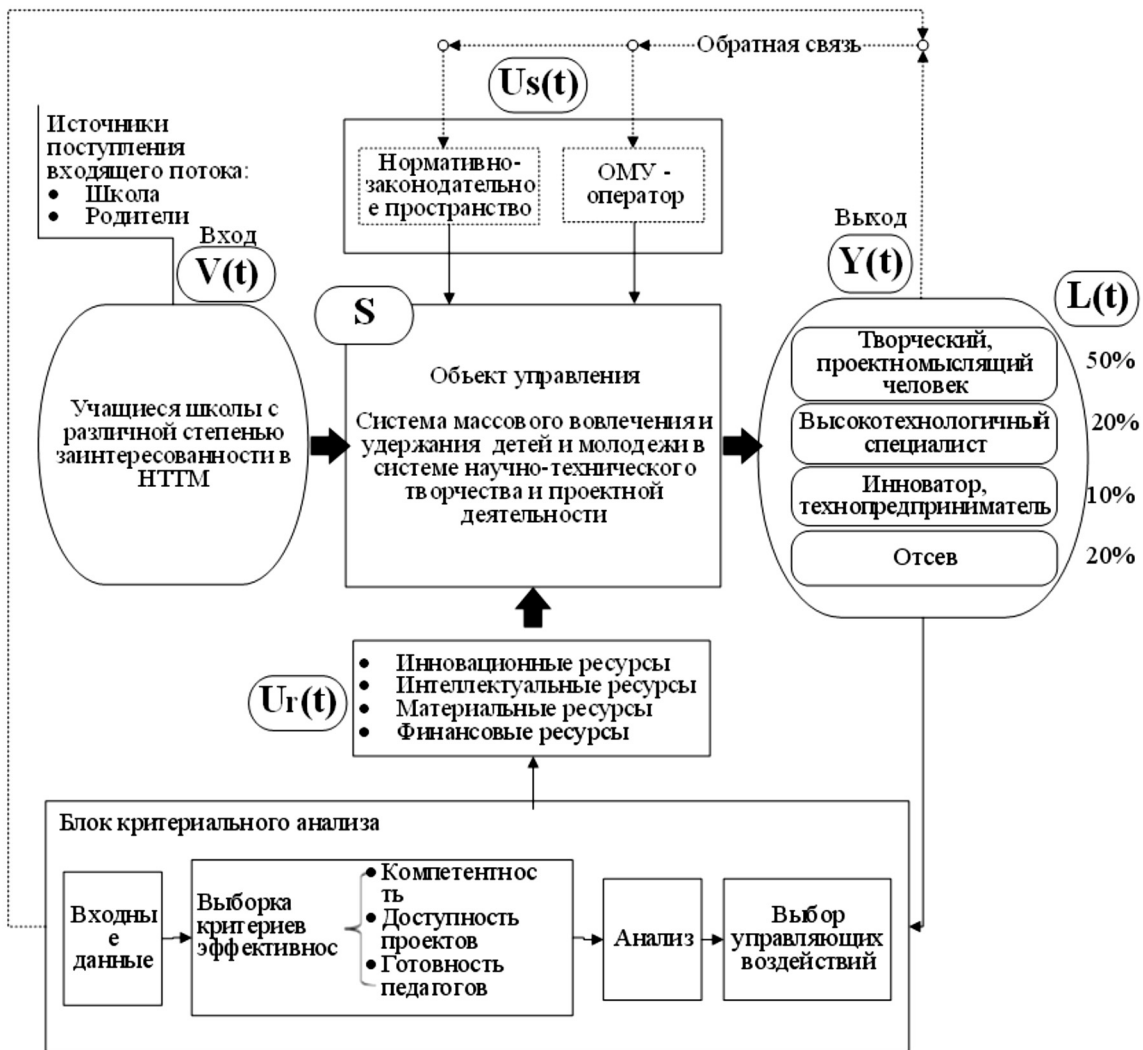 Обратная связь
Us(t)
Источники
поступления
входящего потока:
• Школа
• Родители
Нормативно-
законодательно
е пространство
ОМУ -
оператор
Вход
V(t)
Выход
Y(t)
L(t)
S
Учащиеся школы с
различной степенью
заинтересованности в
НТТМ
Обьект управления
Система массового вовлечения и
удержания детей и молодежи в
системе научно-технического
творчества и проектной
деятельности
Творческий,
проектномыслящий
человек
50%
Высокотехнологичный
специалист
20%
Инноватор,
технопредприниматель
10%
Отсев
20%
Ur(t)
• Инновационные ресурсы
• Интеллектуальные ресурсы
• Материальные ресурсы
• Финансовые ресурсы
Блок критериального анализа
Входны
е
данные
Выборка
критериев
эффективнос
• Компетентнос
ть
• Доступность
проектов
• Готовность
педагогов
Анализ
Выбор
управляющих
воздействий